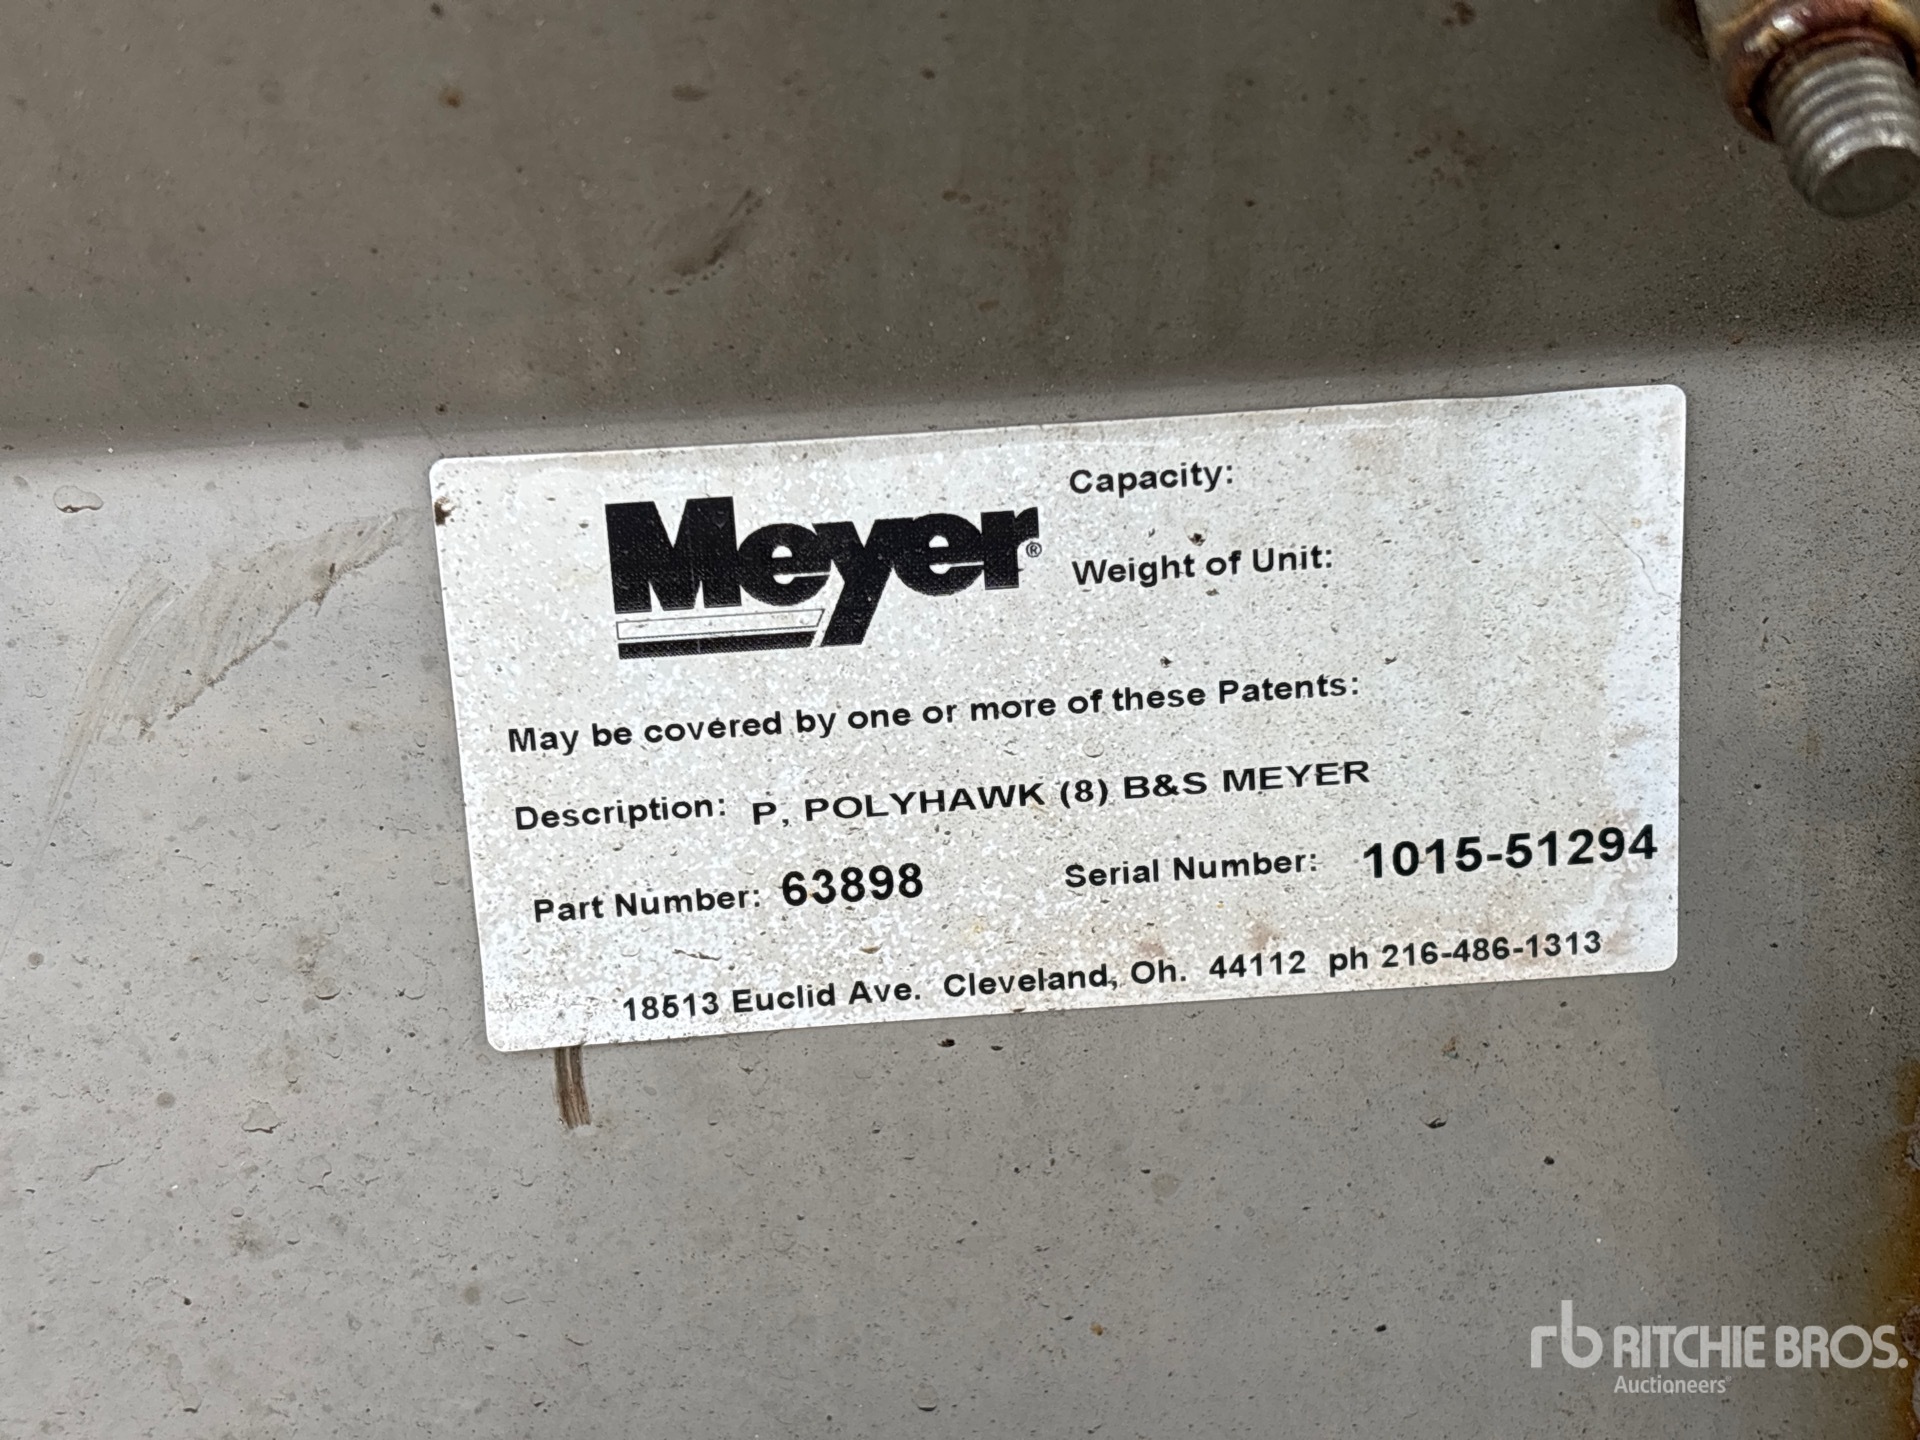 Meyer®
Capacity:
Weight of Unit:
May be covered by one or more of these Patents:
Description: P, POLYHAWK (8) B&S MEYER
Part Number: 63898 Serial Number: 1015-51294
18513 Euclid Ave. Cleveland, Oh. 44112 ph 216-486-1313
rb RITCHIE BROS.
Auctioneers